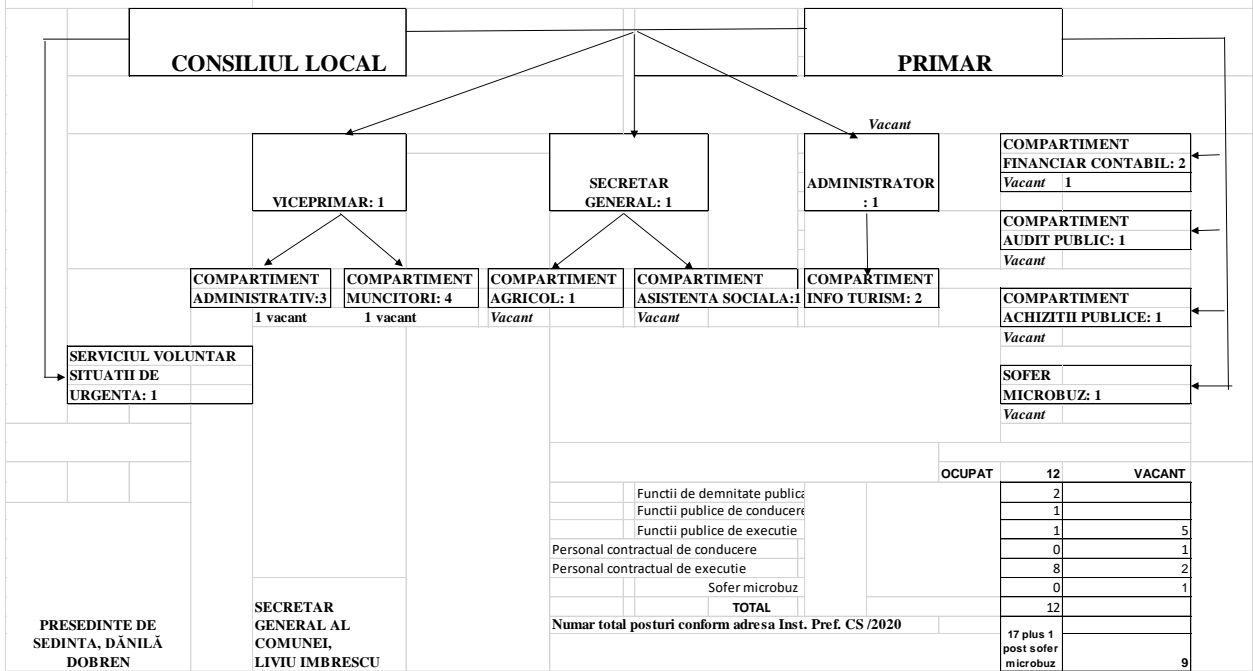 CONSILIUL LOCAL
PRIMAR
Vacant
VICEPRIMAR: 1
SECRETAR
GENERAL: 1
ADMINISTRATOR
: 1
COMPARTIMENT
FINANCIAR CONTABIL: 2
Vacant 1
COMPARTIMENT
AUDIT PUBLIC: 1
Vacant
COMPARTIMENT
ADMINISTRATIV:3
1 vacant
COMPARTIMENT
MUNCITORI: 4
1 vacant
COMPARTIMENT
AGRICOL: 1
Vacant
COMPARTIMENT
ASISTENTA SOCIALA:1
Vacant
COMPARTIMENT
INFO TURISM: 2
COMPARTIMENT
ACHIZITII PUBLICE: 1
Vacant
SERVICIUL VOLUNTAR
SITUATII DE
URGENTA: 1
SOFER
MICROBUZ: 1
Vacant
OCUPAT 12 VACANT
Functii de demnitate publica 2
Functii publice de conducere 1
Functii publice de executie 1 5
Personal contractual de conducere 0 1
Personal contractual de executie 8 2
Sofer microbuz 0 1
TOTAL 12
Numar total posturi conform adresa Inst. Pref. CS /2020
17 plus 1
post sofer
microbuz
9
PRESEDINTE DE
SEDINTA, DĂNILĂ
DOBREN
SECRETAR
GENERAL AL
COMUNEI,
LIVIU IMBRESCU